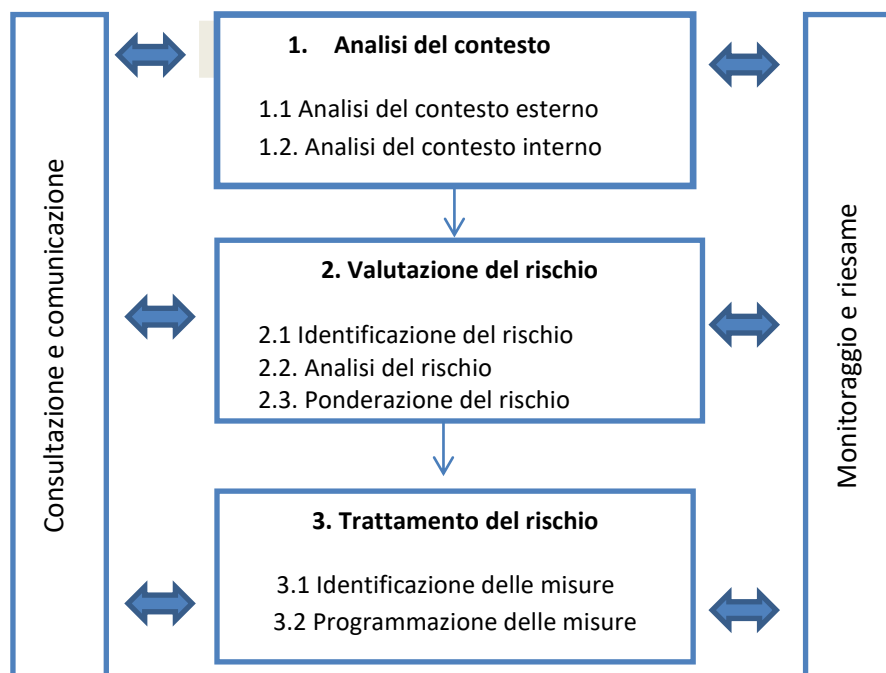 Consultazione e comunicazione
1. Analisi del contesto
1.1 Analisi del contesto esterno
1.2. Analisi del contesto interno
2. Valutazione del rischio
2.1 Identificazione del rischio
2.2. Analisi del rischio
2.3. Ponderazione del rischio
3. Trattamento del rischio
3.1 Identificazione delle misure
3.2 Programmazione delle misure
Monitoraggio e riesame